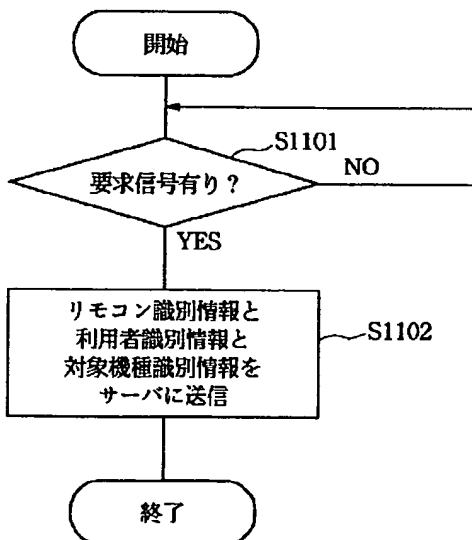 開始
S1101
要求信号有り?
NO
YES
リモコン識別情報と
利用者識別情報と
対象機種識別情報を
サーバに送信
S1102
終了